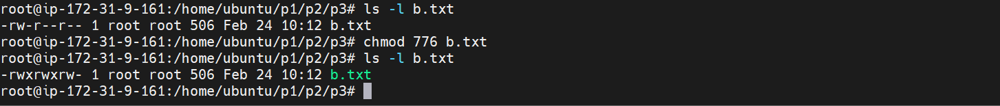 root@ip-172-31-9-161:/home/ubuntu/p1/p2/p3# ls -l b.txt
-rw-r--r-- 1 root root 506 Feb 24 10:12 b.txt
root@ip-172-31-9-161:/home/ubuntu/p1/p2/p3# chmod 776 b.txt
root@ip-172-31-9-161:/home/ubuntu/p1/p2/p3# ls -l b.txt
-rwxrwxrw- 1 root root 506 Feb 24 10:12 b.txt
root@ip-172-31-9-161:/home/ubuntu/p1/p2/p3#